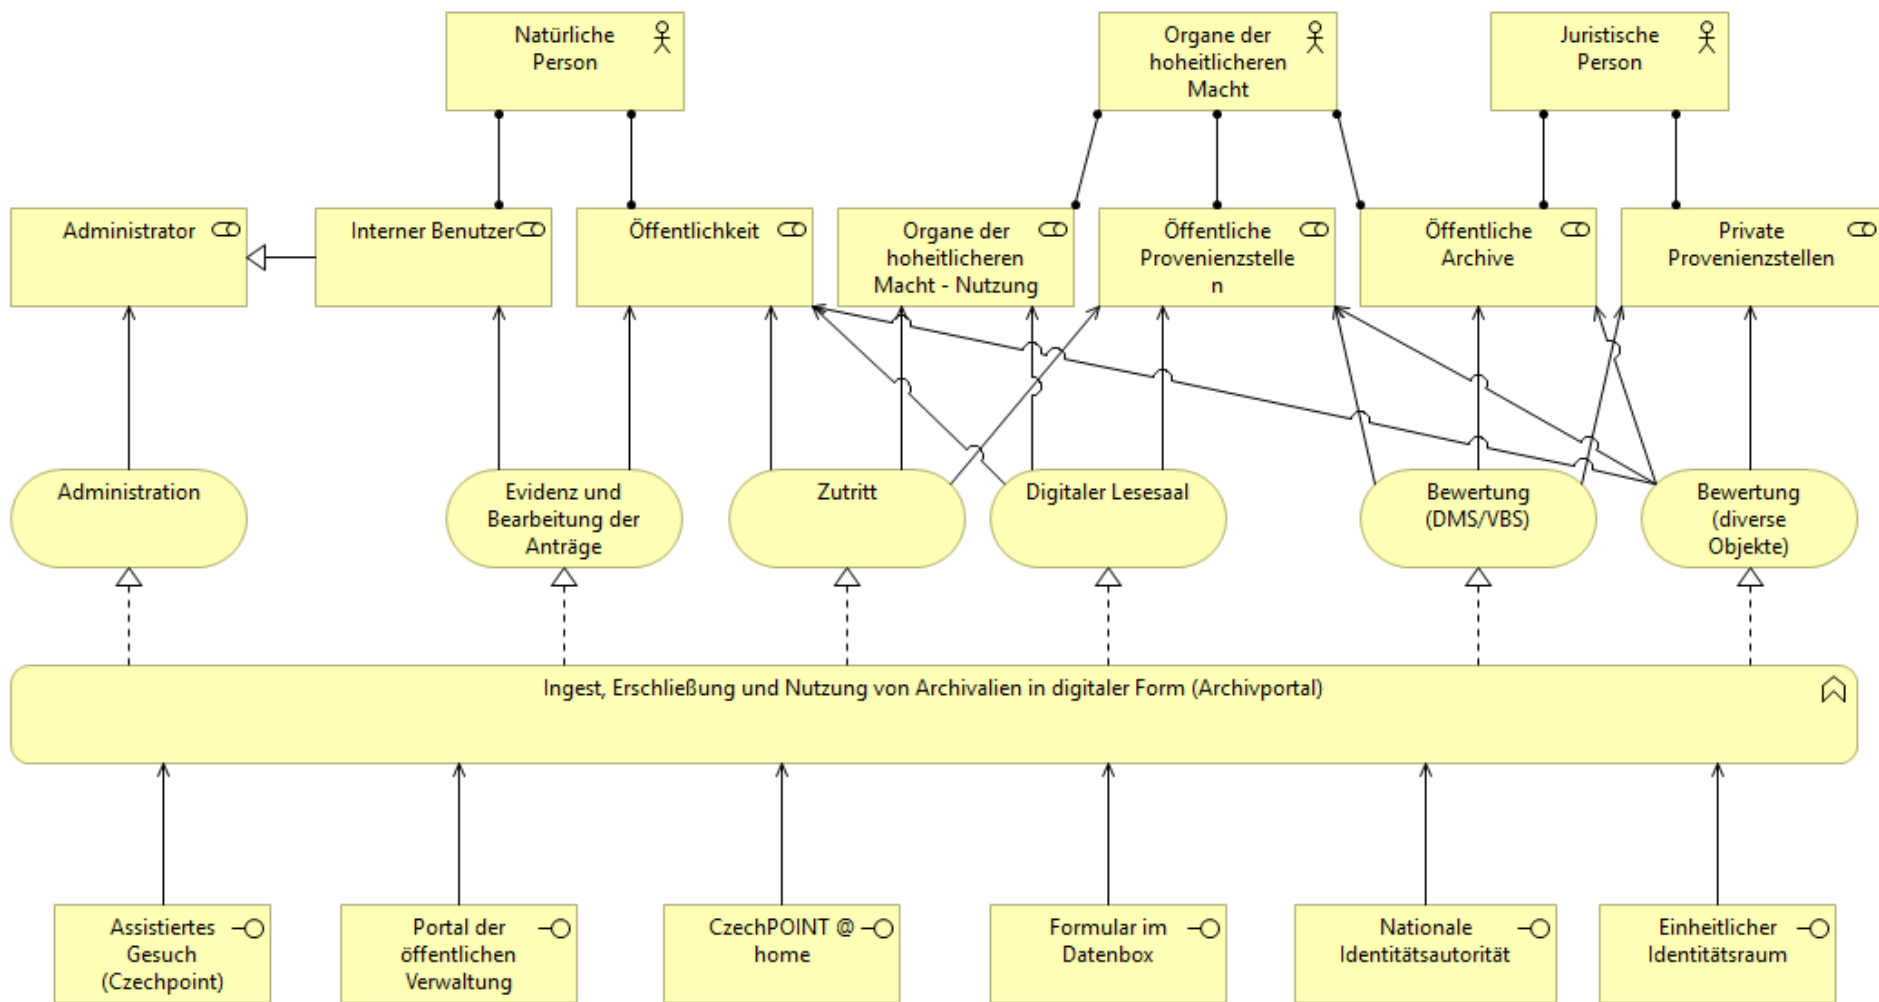 Natürliche
Person
Organe der
hoheitlicheren
Macht
Juristische
Person
Administrator
Interner Benutzer
Öffentlichkeit
Organe der
hoheitlicheren
Macht - Nutzung
Öffentliche
Provenienzstelle
n
Öffentliche
Archive
Private
Provenienzstellen
Administration
Evidenz und
Bearbeitung der
Anträge
Zutritt
Digitaler Lesesaal
Bewertung
(DMS/VBS)
Bewertung
(diverse
Objekte)
Ingest, Erschließung und Nutzung von Archivalien in digitaler Form (Archivportal)
Assistiertes
Gesuch
(Czechpoint)
Portal der
öffentlichen
Verwaltung
CzechPOINT @
home
Formular im
Datenbox
Nationale
Identitätsautorität
Einheitlicher
Identitätsraum